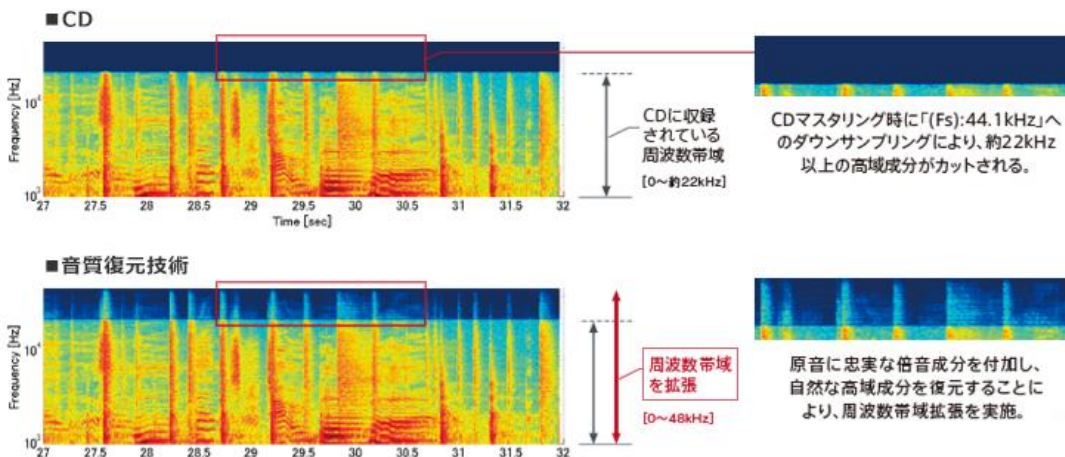 ■CD
Frequency [Hz]
10⁴
10³
27 27.5 28 28.5 29 29.5 30 30.5 31 31.5 32
Time [sec]
CDに収録
されている
周波数帯域
[0～約22kHz]
CDマスタリング時に「(Fs):44.1kHz」へ
のダウンサンプリングにより、約22kHz
以上の高域成分がカットされる。
■音質復元技術
Frequency [Hz]
10⁴
10³
27 27.5 28 28.5 29 29.5 30 30.5 31 31.5 32
周波数帯域
を拡張
[0～48kHz]
原音に忠実な倍音成分を付加し、
自然な高域成分を復元することに
より、周波数帯域拡張を実施。